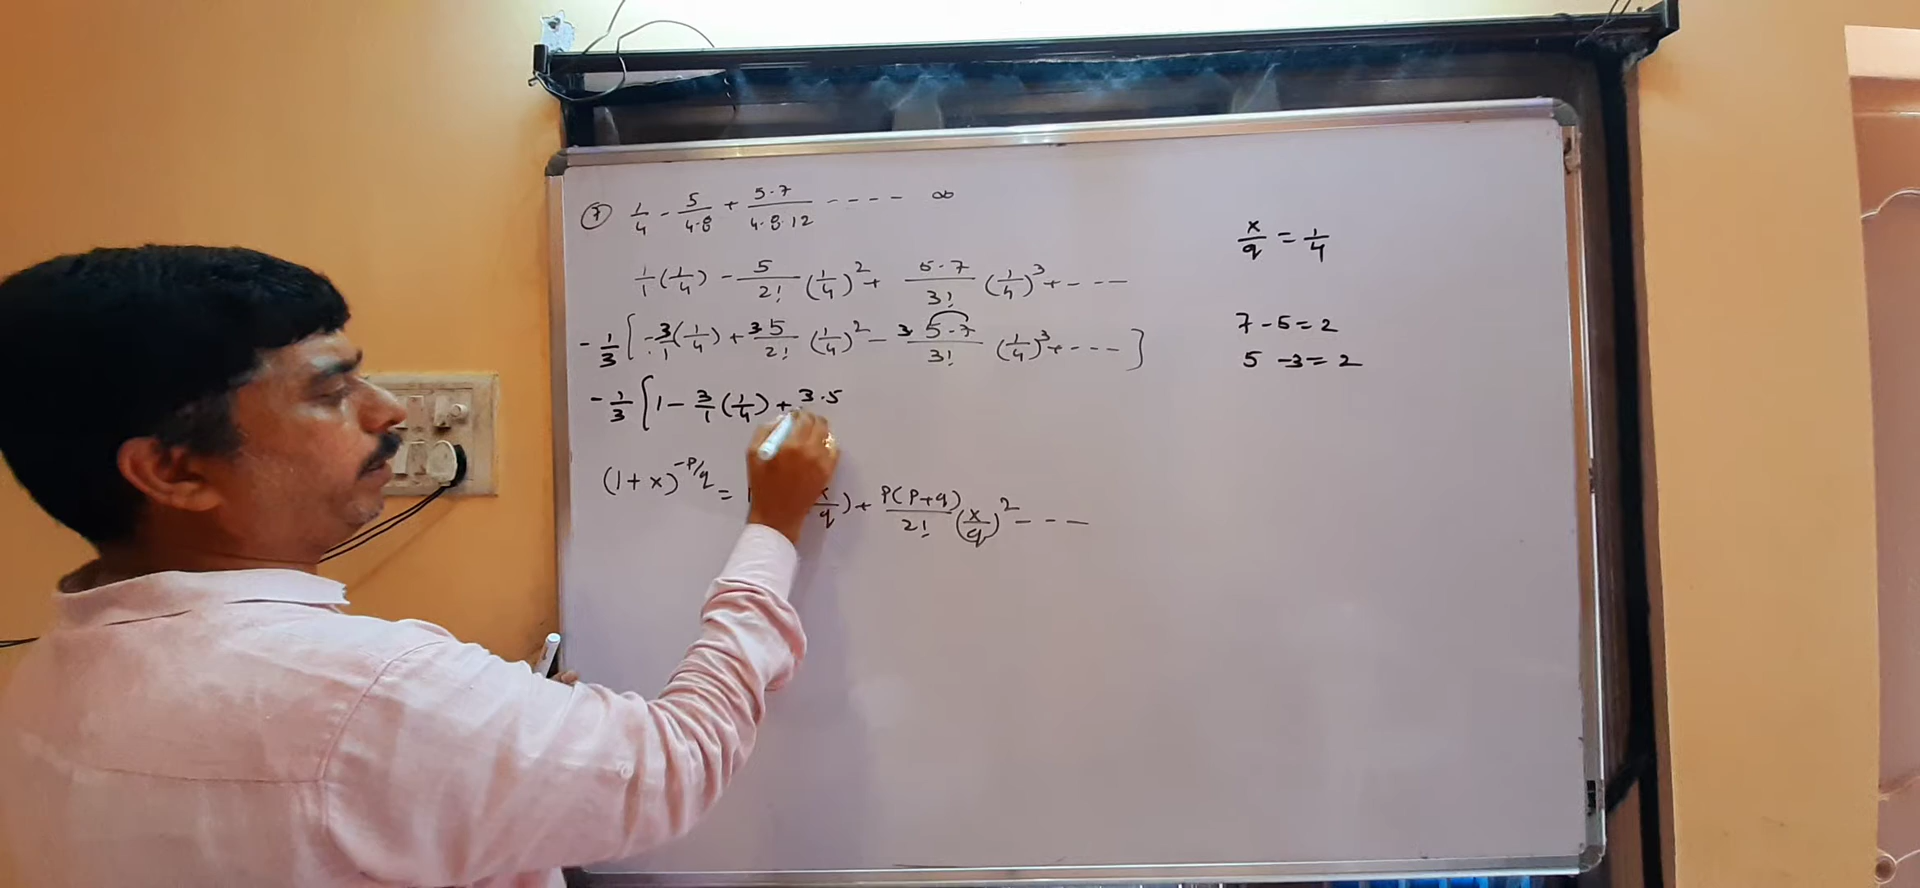 ⑦ 1/4 - 5/4·8 + 5·7/4·8·12 ---- ∞
1/1(1/4) - 5/2!(1/4)² + 5·7/3!(1/4)³ + ----
-1/3[-3/1(1/4) + 3 5/2!(1/4)² - 3 5·7/3!(1/4)³ + ----]
-1/3[1 - 3/1(1/4) + 3·5
(1+x)^-P/q = 1 x/q) + P(P+q)/2!(x/q)² ---
x/q = 1/4
7 - 5 = 2
5 - 3 = 2